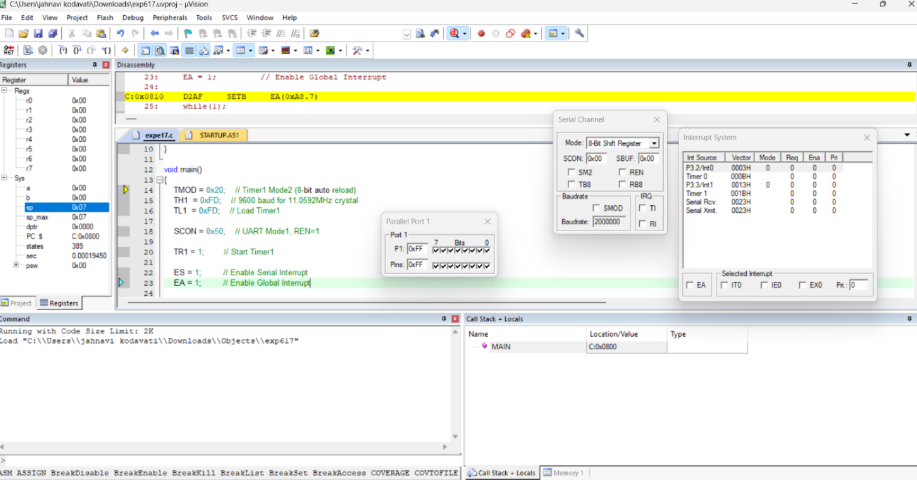 C:\Users\jahnavi kodavati\Downloads\exp617.uvproj - µVision
File Edit View Project Flash Debug Peripherals Tools SVCS Window Help
Registers
Register Value
Regs
r0 0x00
r1 0x00
r2 0x00
r3 0x00
r4 0x00
r5 0x00
r6 0x00
r7 0x00
Sys
a 0x00
b 0x00
sp 0x07
sp_max 0x07
dptr 0x0000
PC $ C:0x0800
states 389
sec 0.00019450
psw 0x00
Project Registers
Disassembly
23: EA = 1; // Enable Global Interrupt
24:
C:0x0810 D2AF SETB EA(0xA8.7)
25: while(1);
expe17.c STARTUP.A51
10 }
11
12 void main()
13 {
14 TMOD = 0x20; // Timer1 Mode2 (8-bit auto reload)
15 TH1 = 0xFD; // 9600 baud for 11.0592MHz crystal
16 TL1 = 0xFD; // Load Timer1
17
18 SCON = 0x50; // UART Mode1, REN=1
19
20 TR1 = 1; // Start Timer1
21
22 ES = 1; // Enable Serial Interrupt
23 EA = 1; // Enable Global Interrupt
24
Parallel Port 1
Port 1
7 Bits 0
P1: 0xFF
Pins: 0xFF
Serial Channel
Mode: 8-Bit Shift Register
SCON: 0x00 SBUF: 0x00
SM2 REN
TB8 RB8
Baudrate IRQ
SMOD TI
Baudrate: 2000000 RI
Interrupt System
Int Source Vector Mode Req Ena Pri
P3.2/Int0 0003H 0 0 0 0
Timer 0 000BH 0 0 0
P3.3/Int1 0013H 0 0 0 0
Timer 1 001BH 0 0 0
Serial Rcv. 0023H 0 0 0
Serial Xmit. 0023H 0 0 0
Selected Interrupt
EA IT0 IE0 EX0 Pri.: 0
Command
Running with Code Size Limit: 2K
Load "C:\\Users\\jahnavi kodavati\\Downloads\\Objects\\exp617"
>
ASM ASSIGN BreakDisable BreakEnable BreakKill BreakList BreakSet BreakAccess COVERAGE COVTOFILE
Call Stack + Locals
Name Location/Value Type
MAIN C:0x0800
Call Stack + Locals Memory 1